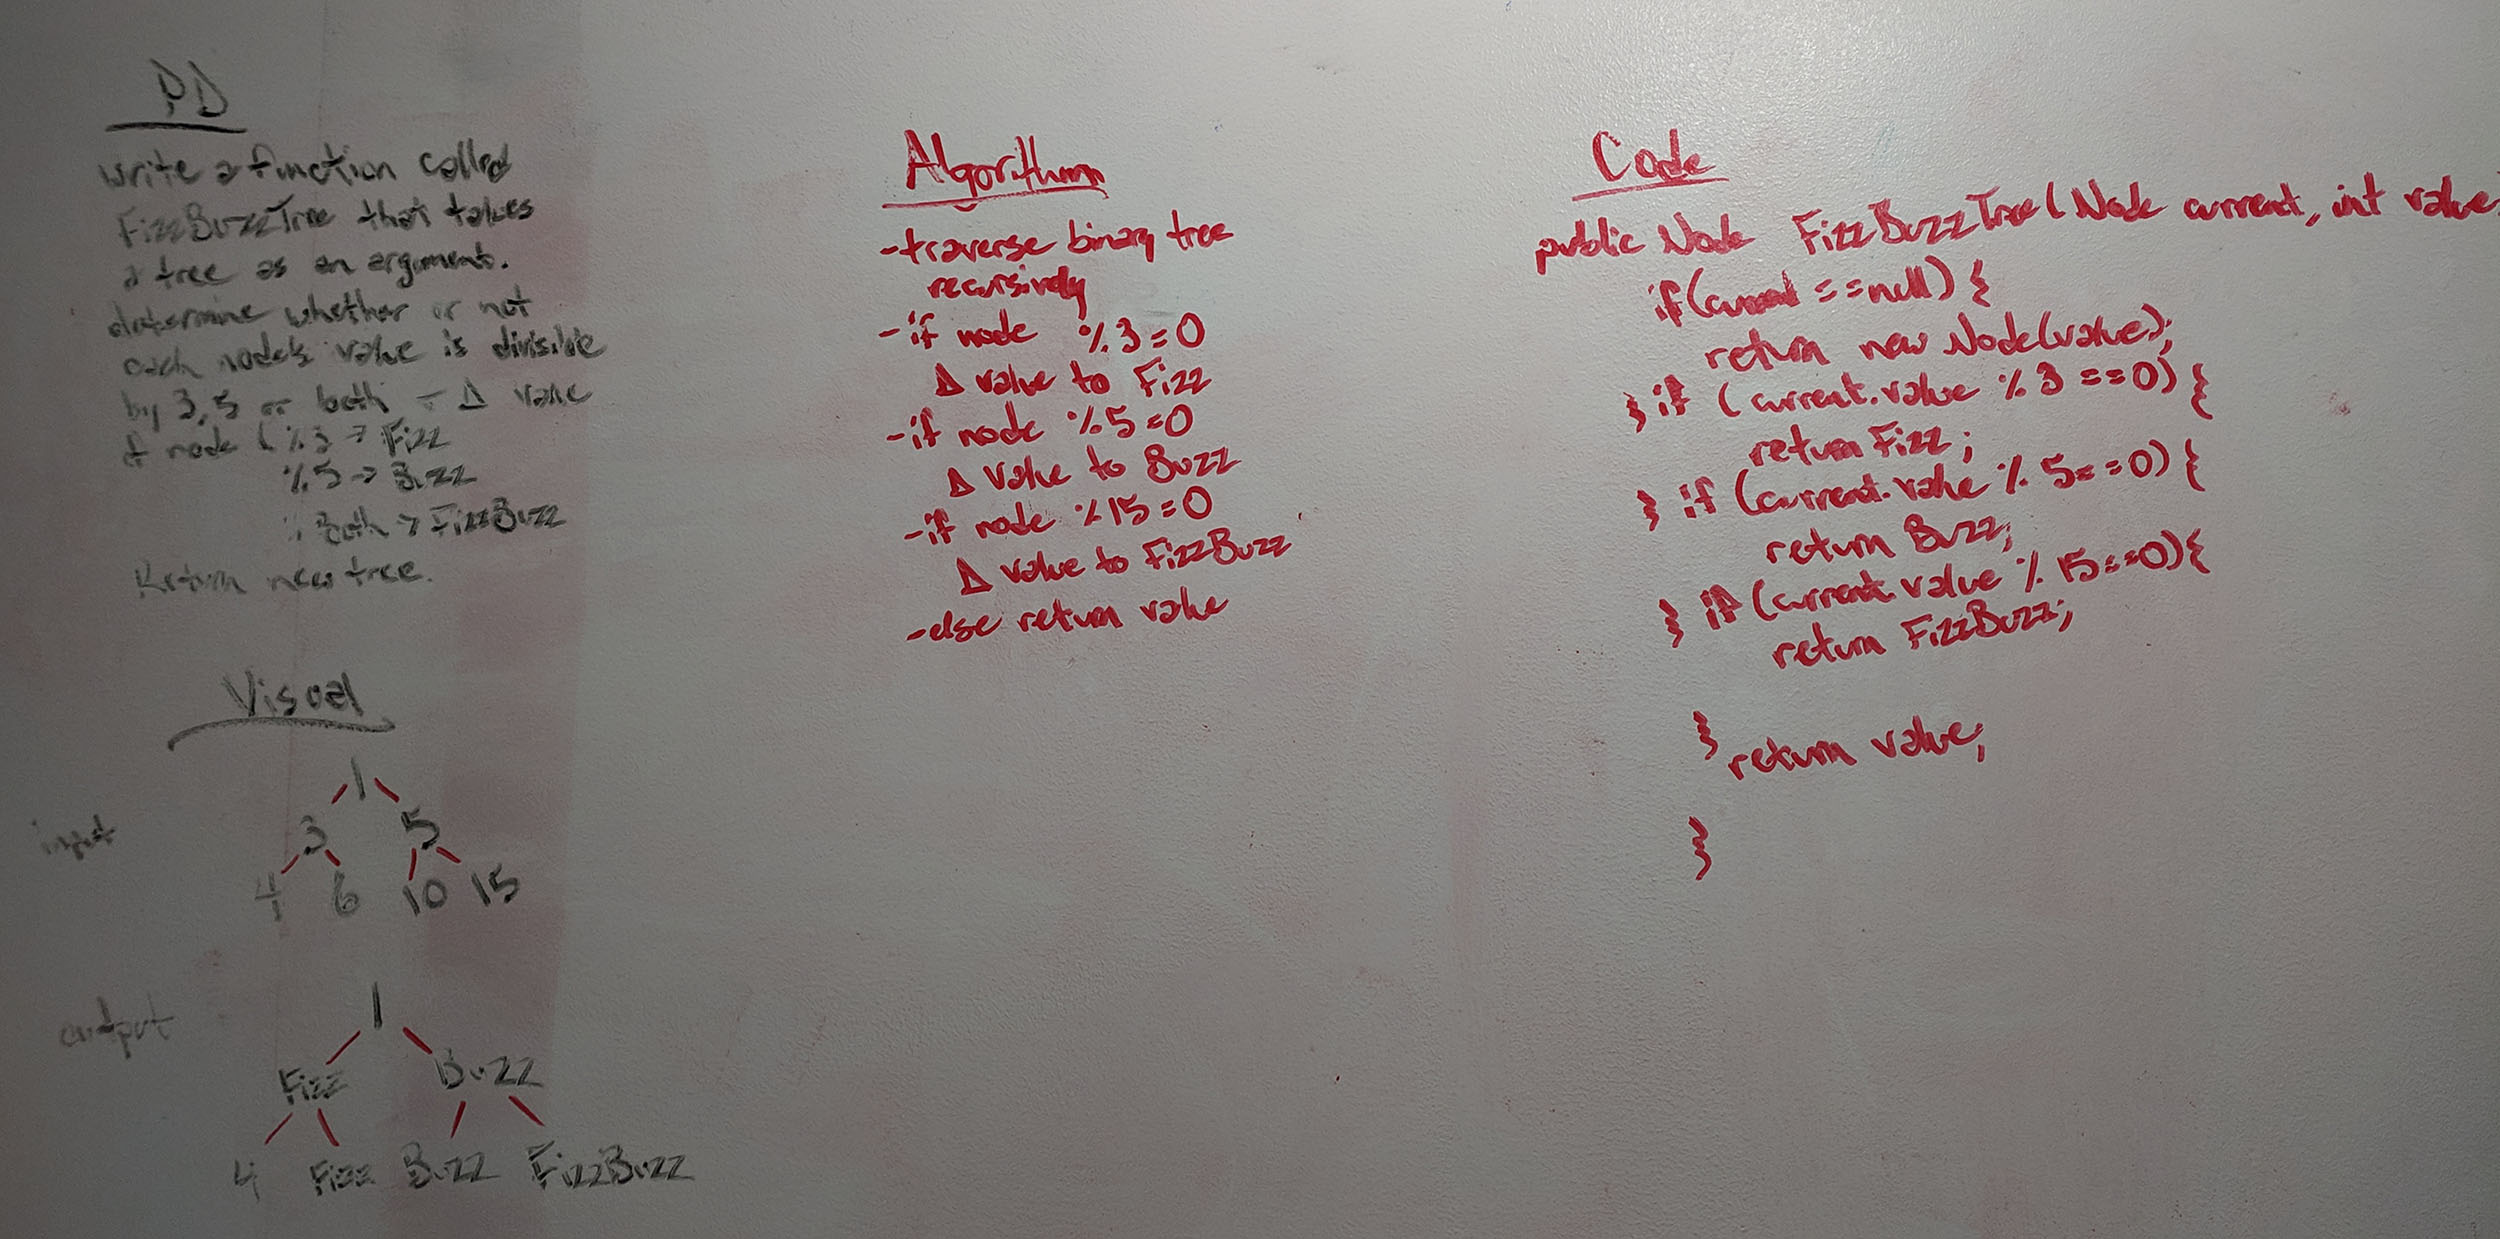 PD
write a function called
FizzBuzzTree that takes
a tree as an argument.
determine whether or not
each node's value is divisible
by 3, 5 or both - Δ value
if node ( % 3 → Fizz
% 5 → Buzz
% Both → FizzBuzz
Return new tree.
Visual
input
1
3 5
4 6 10 15
output
1
Fizz Buzz
4 Fizz Buzz FizzBuzz
Algorithm
-traverse binary tree
recursively
-if node % 3=0
Δ value to Fizz
-if node % 5=0
Δ value to Buzz
-if node % 15=0
Δ value to FizzBuzz
-else return value
Code
public Node FizzBuzzTree(Node current, int value
if(current ==null) {
return new Node(value);
} if (current.value % 3 ==0) {
return Fizz;
} if (current.value % 5==0) {
return Buzz;
} if (current.value % 15==0){
return FizzBuzz;
}
return value;
}